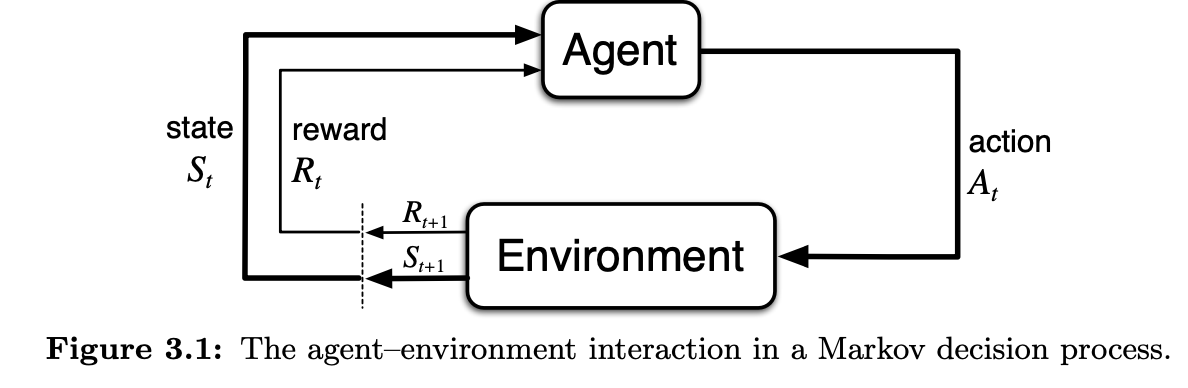 Agent
state
S_t
reward
R_t
action
A_t
R_{t+1}
S_{t+1}
Environment
Figure 3.1: The agent–environment interaction in a Markov decision process.